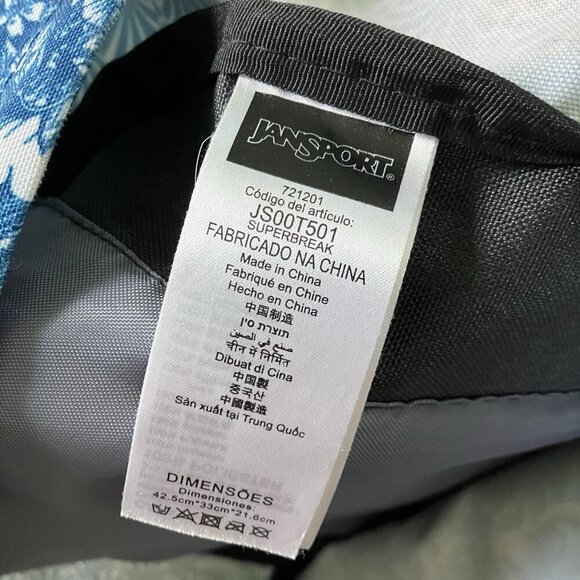 JANSPORT®
721201
Código del artículo:
JS00T501
SUPERBREAK
FABRICADO NA CHINA
Made in China
Fabriqué en Chine
Hecho en China
中国制造
תוצרת סין
صنع في الصين
चीन में निर्मित
Dibuat di Cina
中国製
중국산
中國製造
Sản xuất tại Trung Quốc
DIMENSÕES
Dimensiones:
42.5cm*33cm*21.6cm